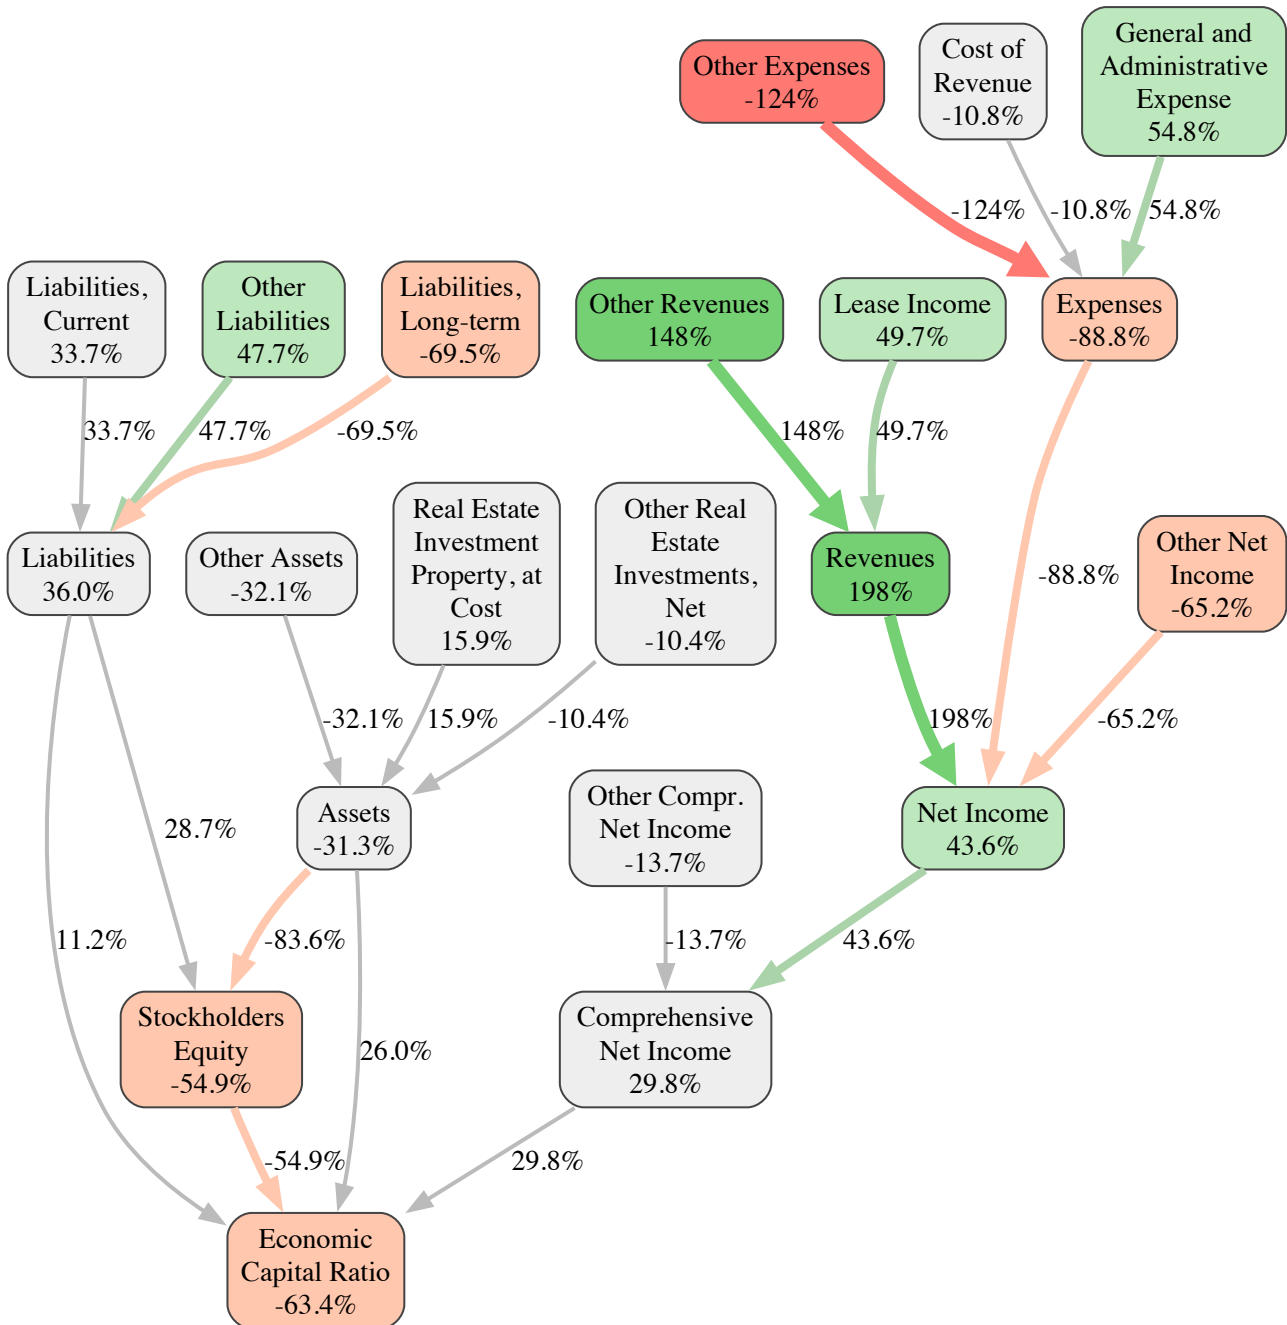 General and
Administrative
Expense
54.8%
Cost of
Revenue
-10.8%
Other Expenses
-124%
-124%
-10.8%
54.8%
Liabilities,
Current
33.7%
Other
Liabilities
47.7%
Liabilities,
Long-term
-69.5%
Other Revenues
148%
Lease Income
49.7%
Expenses
-88.8%
33.7%
47.7%
-69.5%
148%
49.7%
Liabilities
36.0%
Other Assets
-32.1%
Real Estate
Investment
Property, at
Cost
15.9%
Other Real
Estate
Investments,
Net
-10.4%
Revenues
198%
-88.8%
Other Net
Income
-65.2%
-32.1%
15.9%
-10.4%
198%
-65.2%
28.7%
Assets
-31.3%
Other Compr.
Net Income
-13.7%
Net Income
43.6%
11.2%
-83.6%
-13.7%
43.6%
Stockholders
Equity
-54.9%
26.0%
Comprehensive
Net Income
29.8%
-54.9%
29.8%
Economic
Capital Ratio
-63.4%